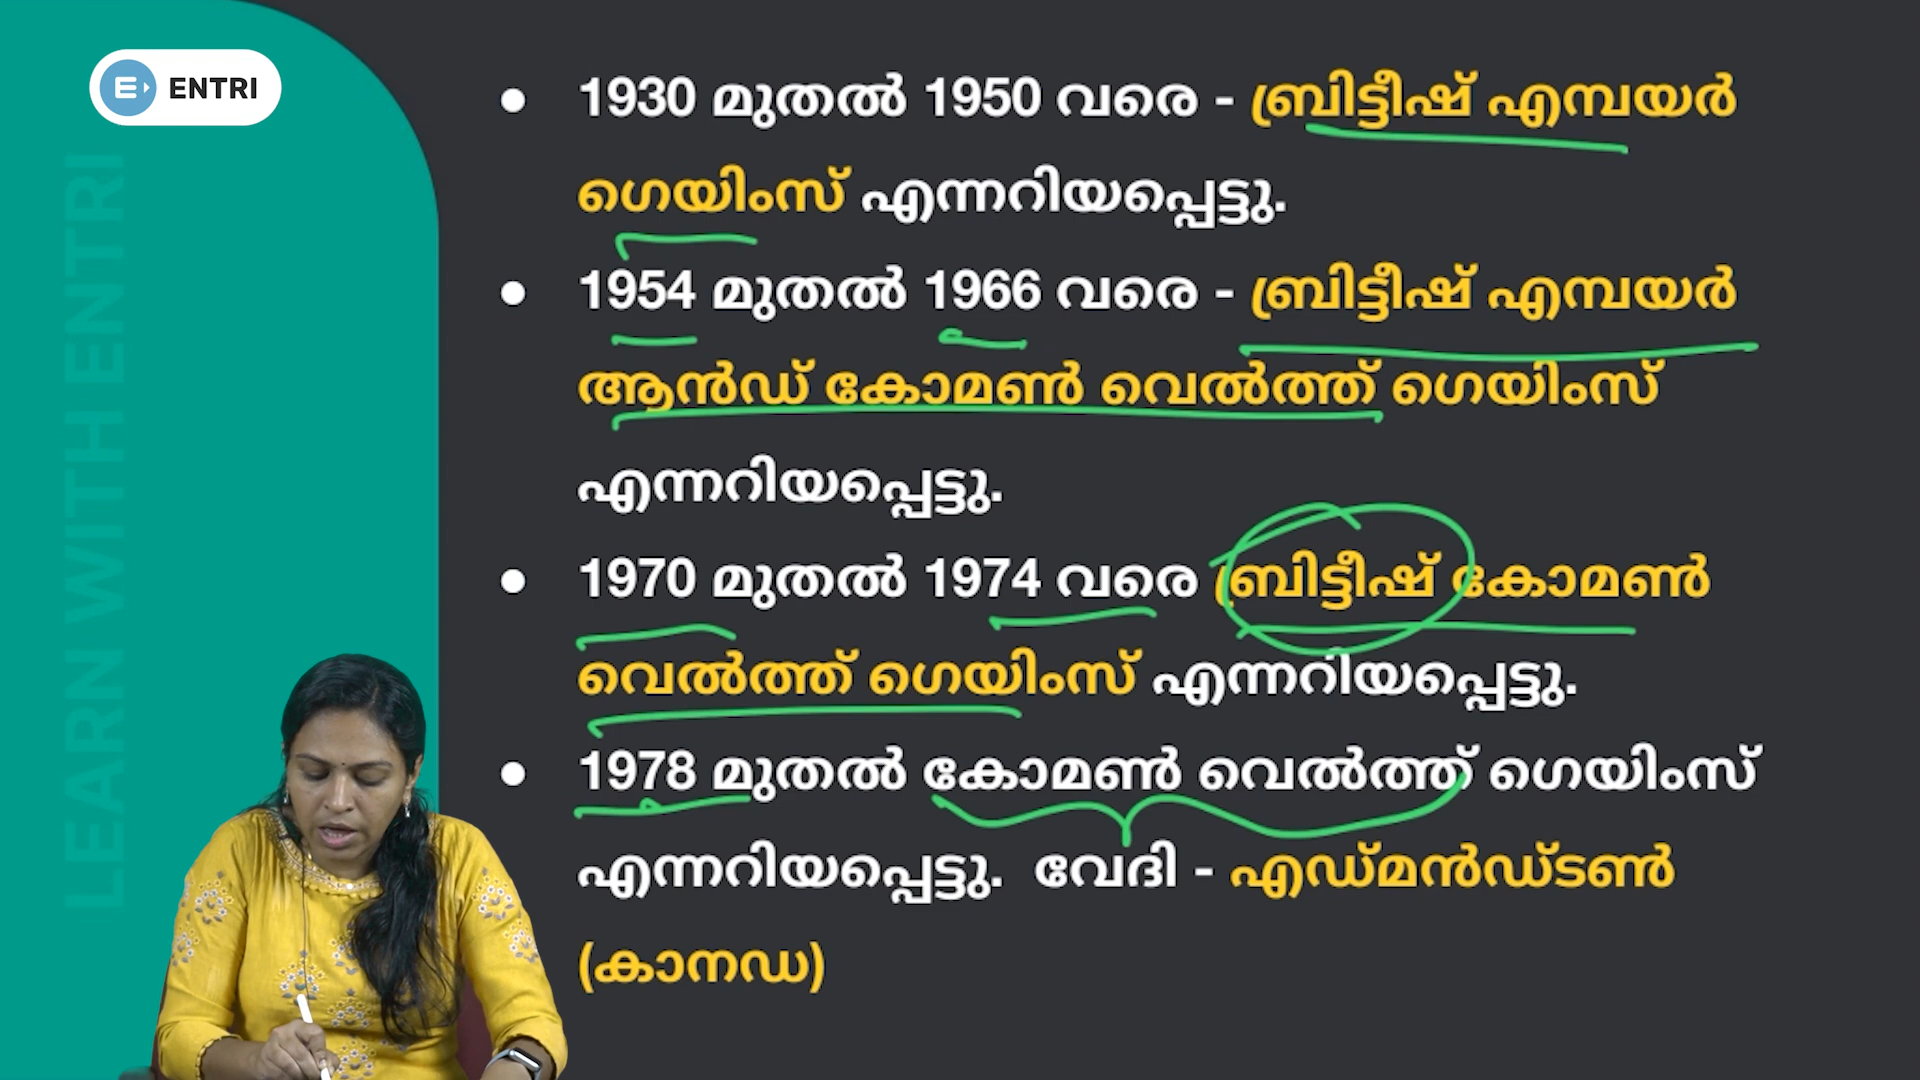 ENTRI
LEARN WITH ENTRI
• 1930 മുതൽ 1950 വരെ - ബ്രിട്ടീഷ് എമ്പയർ
ഗെയിംസ് എന്നറിയപ്പെട്ടു.
• 1954 മുതൽ 1966 വരെ - ബ്രിട്ടീഷ് എമ്പയർ
ആൻഡ് കോമൺ വെൽത്ത് ഗെയിംസ്
എന്നറിയപ്പെട്ടു.
• 1970 മുതൽ 1974 വരെ ബ്രിട്ടീഷ് കോമൺ
വെൽത്ത് ഗെയിംസ് എന്നറിയപ്പെട്ടു.
• 1978 മുതൽ കോമൺ വെൽത്ത് ഗെയിംസ്
എന്നറിയപ്പെട്ടു. വേദി - എഡ്മൻഡ്ടൺ
(കാനഡ)